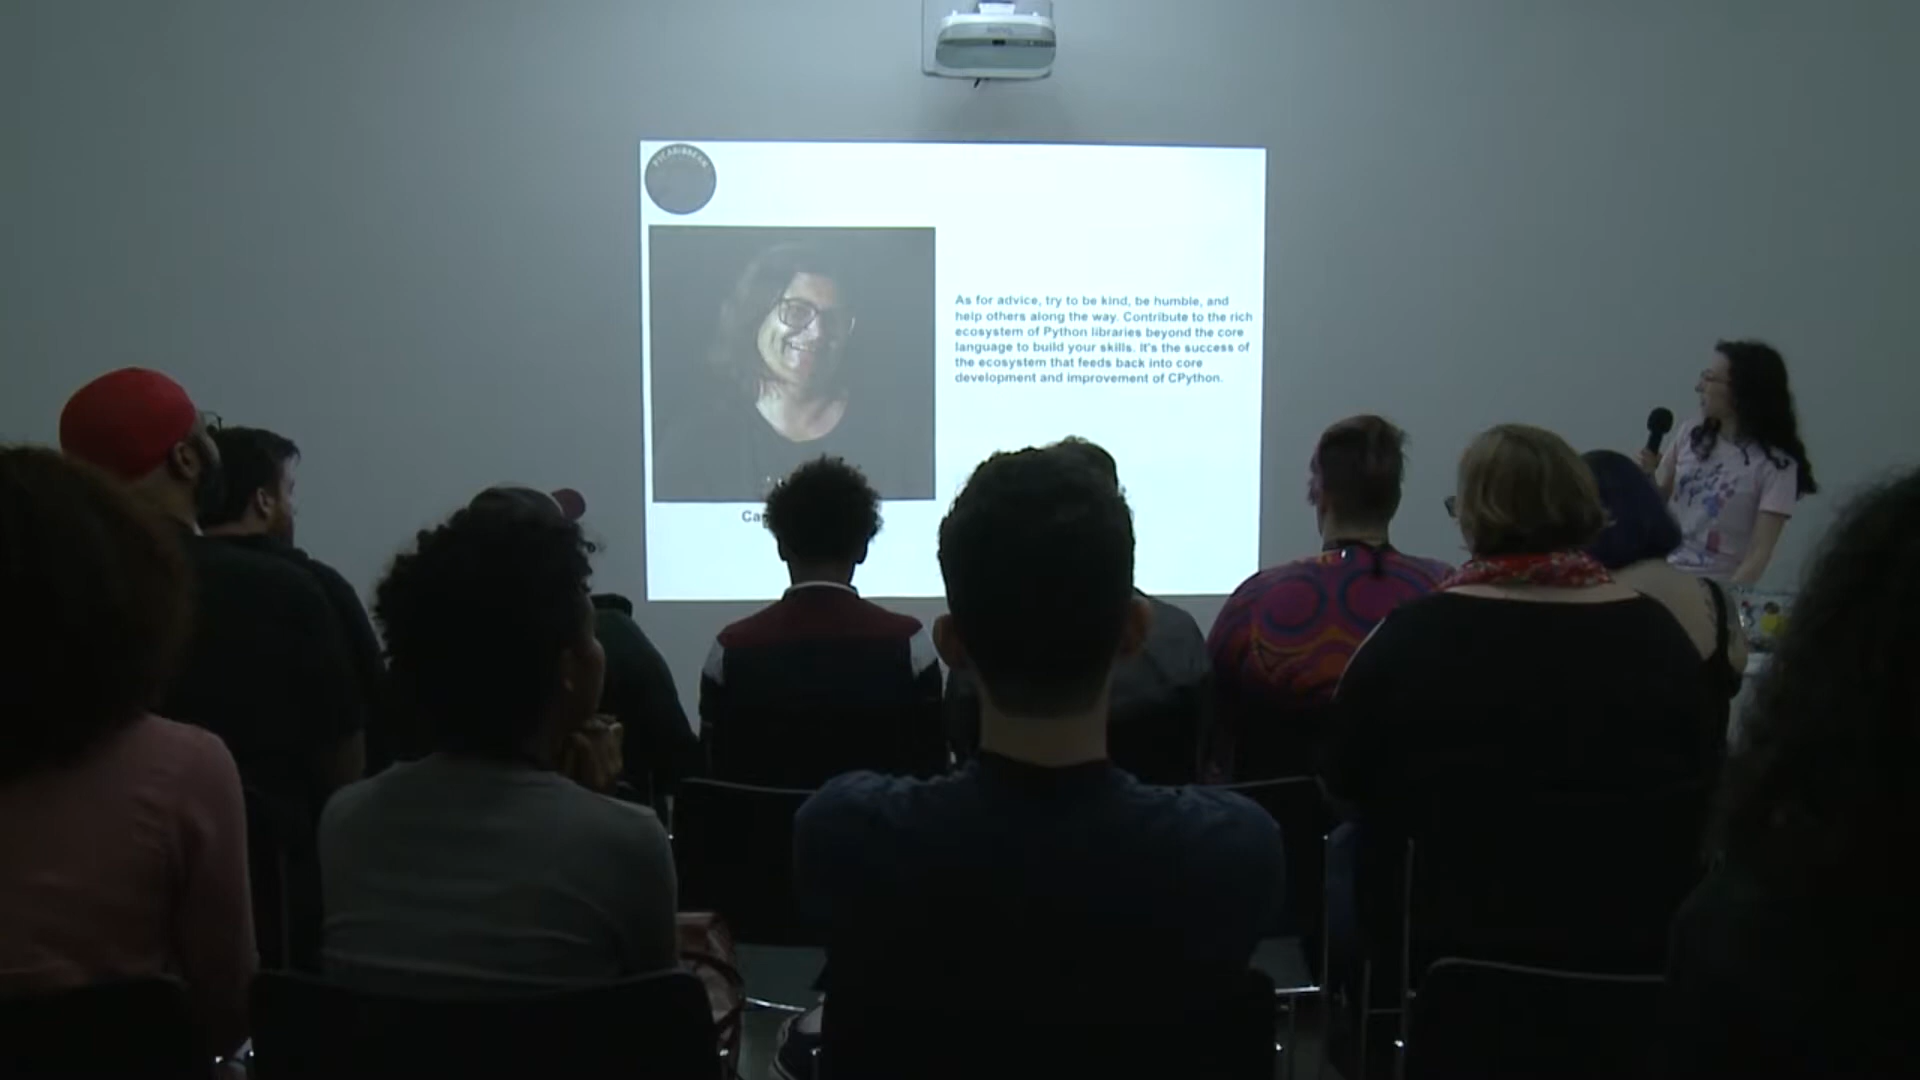 PYCARIBBEAN
As for advice, try to be kind, be humble, and
help others along the way. Contribute to the rich
ecosystem of Python libraries beyond the core
language to build your skills. It's the success of
the ecosystem that feeds back into core
development and improvement of CPython.